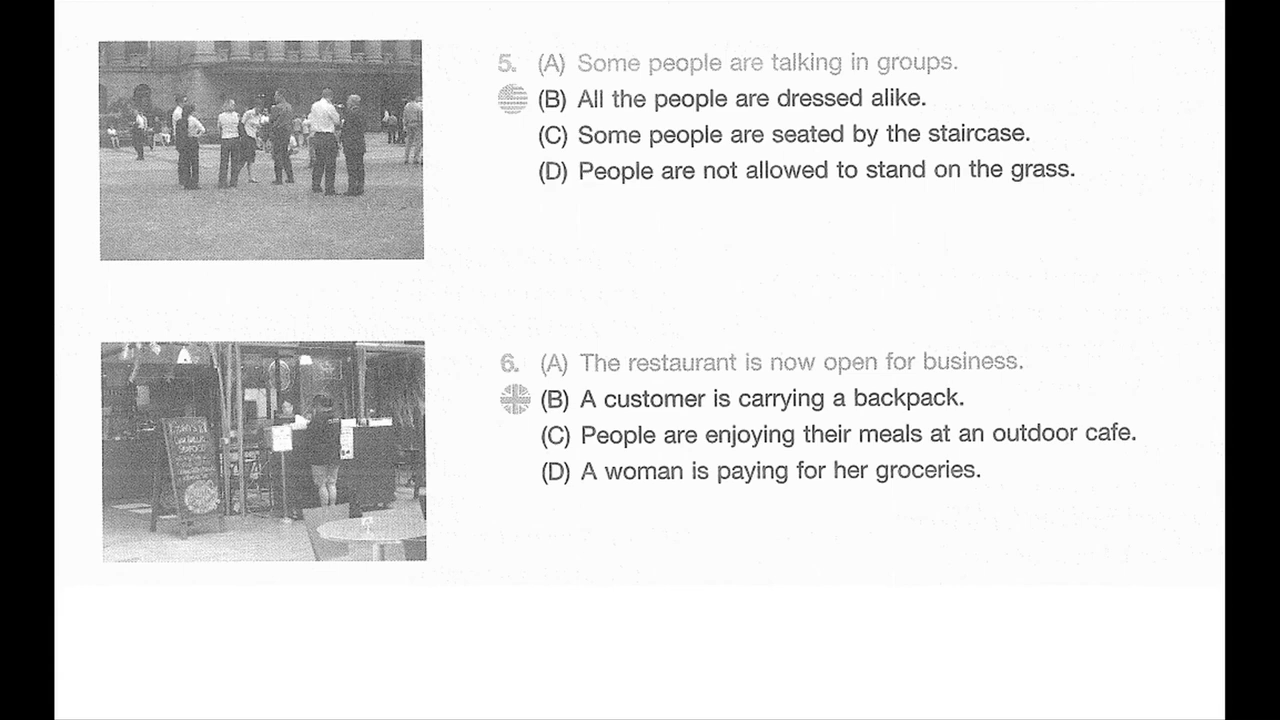 5. (A) Some people are talking in groups.
(B) All the people are dressed alike.
(C) Some people are seated by the staircase.
(D) People are not allowed to stand on the grass.
6. (A) The restaurant is now open for business.
(B) A customer is carrying a backpack.
(C) People are enjoying their meals at an outdoor cafe.
(D) A woman is paying for her groceries.